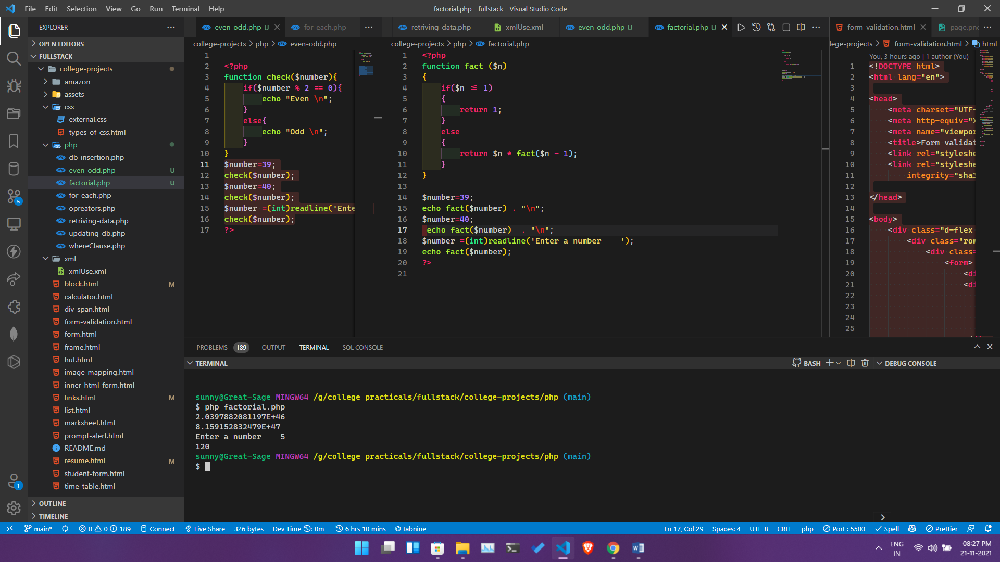 File Edit Selection View Go Run Terminal Help
factorial.php - fullstack - Visual Studio Code
EXPLORER
OPEN EDITORS
FULLSTACK
college-projects
amazon
assets
css
external.css
types-of-css.html
php
db-insertion.php
even-odd.php U
factorial.php U
for-each.php
opreators.php
retriving-data.php
updating-db.php
whereClause.php
xml
xmlUse.xml
block.html M
calculator.html
div-span.html
form-validation.html
form.html
frame.html
hut.html
image-mapping.html
inner-html-form.html
links.html M
list.html
marksheet.html
prompt-alert.html
README.md
resume.html M
student-form.html
time-table.html
OUTLINE
TIMELINE
5
1
even-odd.php U for-each.php
college-projects > php > even-odd.php
1
2 <?php
3 function check($number){
4 if($number % 2 == 0){
5 echo "Even \n";
6 }
7 else{
8 echo "Odd \n";
9 }
10 }
11 $number=39;
12 check($number);
13 $number=40;
14 check($number);
15 $number =(int)readline('Ente
16 check($number);
17 ?>
retriving-data.php xmlUse.xml even-odd.php U factorial.php U
college-projects > php > factorial.php
1 <?php
2 function fact ($n)
3 {
4 if($n <= 1)
5 {
6 return 1;
7 }
8 else
9 {
10 return $n * fact($n - 1);
11 }
12 }
13
14 $number=39;
15 echo fact($number) . "\n";
16 $number=40;
17 echo fact($number)  . "\n";
18 $number =(int)readline('Enter a number    ');
19 echo fact($number);
20 ?>
21
form-validation.html page.pn
lege-projects > form-validation.html > html
You, 3 hours ago | 1 author (You)
1 <!DOCTYPE html>
2 <html lang="en">
3
4 <head>
5 <meta charset="UTF-
6 <meta http-equiv="X
7 <meta name="viewpor
8 <title>Form validat
9 <link rel="styleshe
10 <link rel="styleshe
11 integrity="sha3
12
13 </head>
14
15 <body>
16 <div class="d-flex
17 <div class="row
18 <div class=
19 <form>
20 <di
21 <di
22
23
24
25
PROBLEMS 189 OUTPUT TERMINAL SQL CONSOLE
TERMINAL
BASH
DEBUG CONSOLE
sunny@Great-Sage MINGW64 /g/college practicals/fullstack/college-projects/php (main)
$ php factorial.php
2.0397882081197E+46
8.159152832479E+47
Enter a number    5
120
sunny@Great-Sage MINGW64 /g/college practicals/fullstack/college-projects/php (main)
$
main* 0 0 189 Connect Live Share 326 bytes Dev Time : 0m 6 hrs 10 mins tabnine
Ln 17, Col 29 Spaces: 4 UTF-8 CRLF php Port : 5500 Spell Prettier
ENG
IN
08:27 PM
21-11-2021